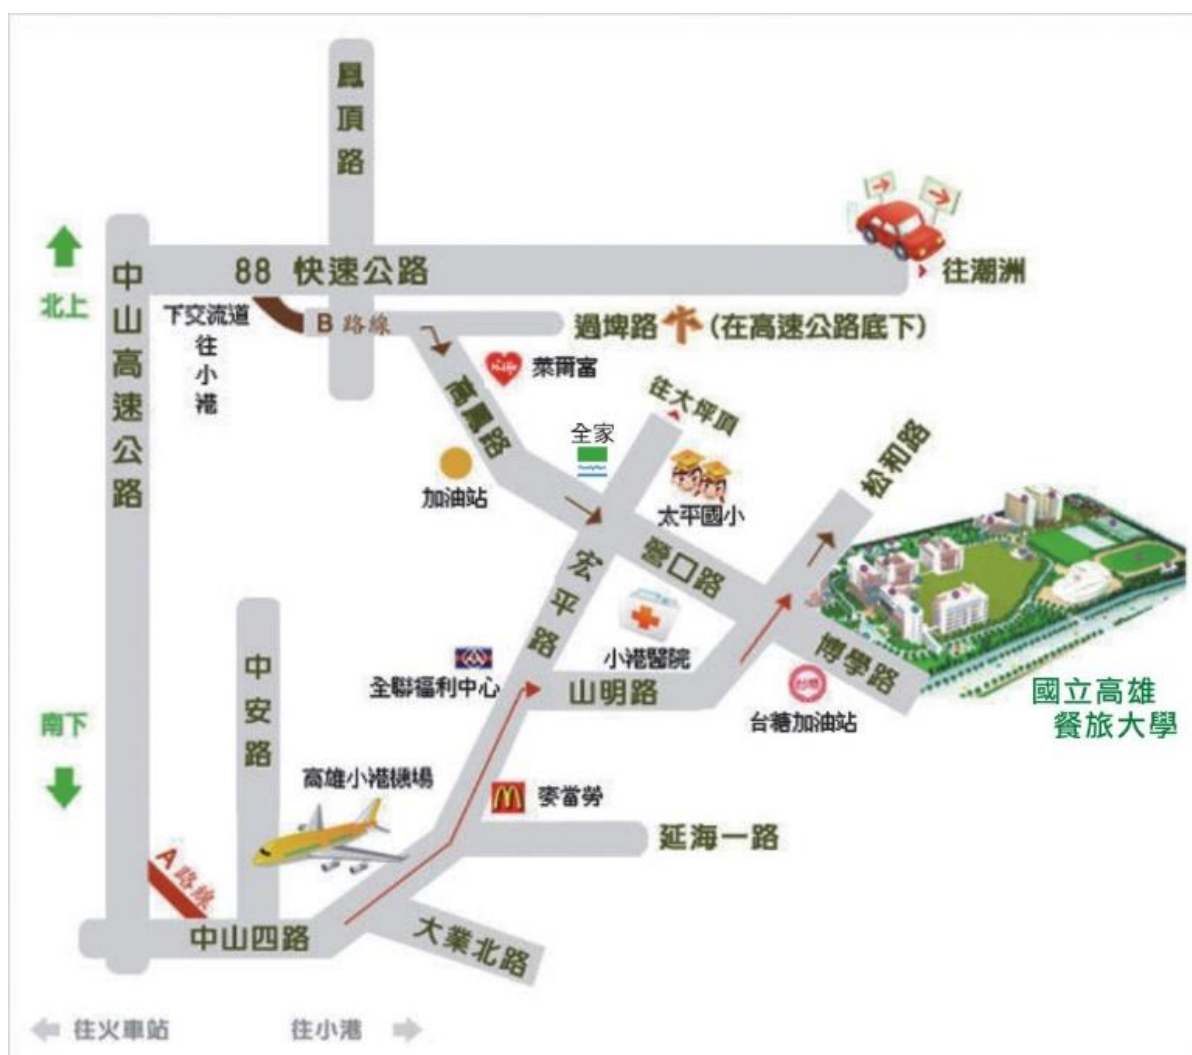 鳳頂路
中山高速公路
北上
88 快速公路
往潮洲
下交流道
往小港
B 路線
過埤路
(在高速公路底下)
萊爾富
高鳳路
往大坪頂
全家
FamilyMart
加油站
太平國小
松和路
營口路
宏平路
小港醫院
博學路
中安路
全聯福利中心
山明路
台糖
台糖加油站
國立高雄
餐旅大學
南下
高雄小港機場
麥當勞
延海一路
A 路線
中山四路
大業北路
往火車站
往小港